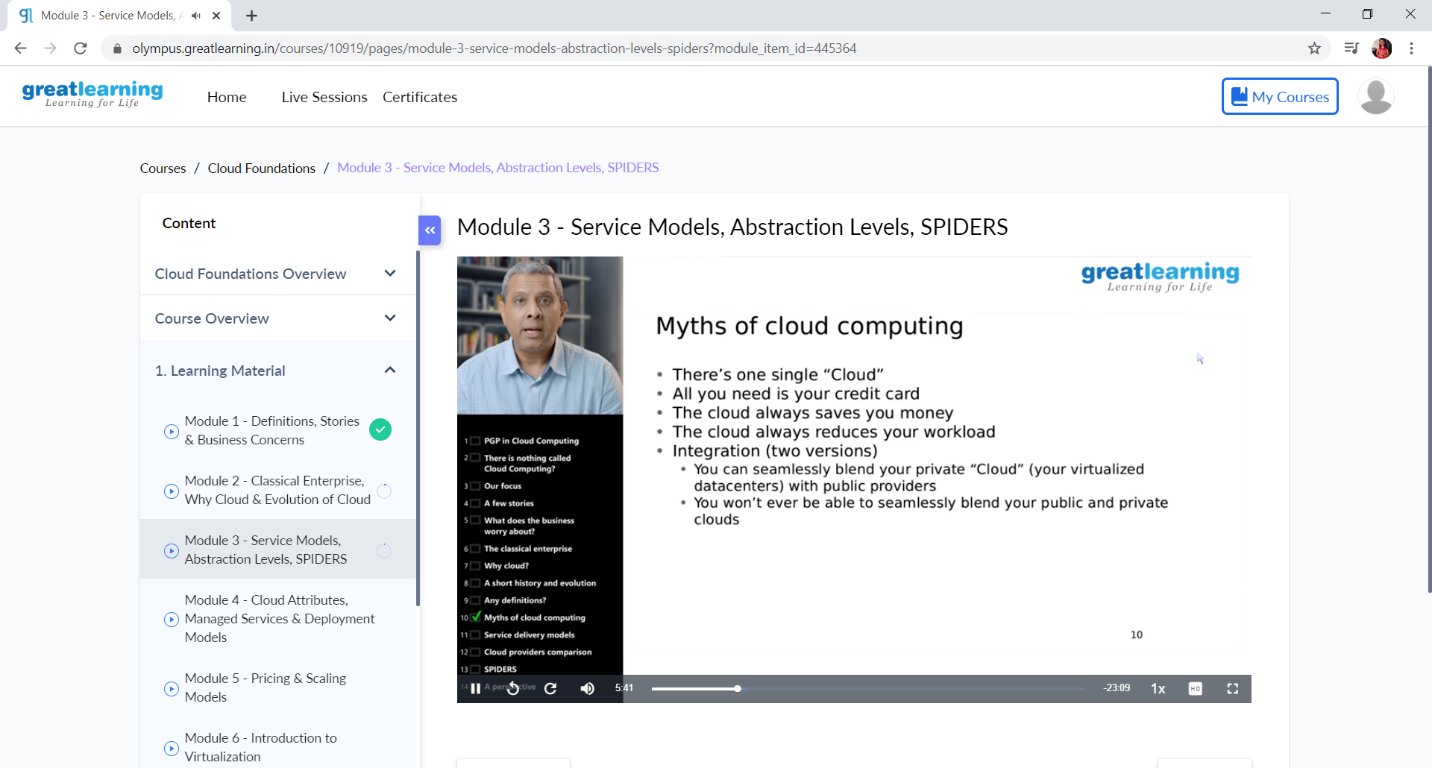 Module 3 - Service Models, A
olympus.greatlearning.in/courses/10919/pages/module-3-service-models-abstraction-levels-spiders?module_item_id=445364
greatlearning
Learning for Life
Home
Live Sessions
Certificates
My Courses
Courses / Cloud Foundations / Module 3 - Service Models, Abstraction Levels, SPIDERS
Content
Cloud Foundations Overview
Course Overview
1. Learning Material
Module 1 - Definitions, Stories
& Business Concerns
Module 2 - Classical Enterprise,
Why Cloud & Evolution of Cloud
Module 3 - Service Models,
Abstraction Levels, SPIDERS
Module 4 - Cloud Attributes,
Managed Services & Deployment
Models
Module 5 - Pricing & Scaling
Models
Module 6 - Introduction to
Virtualization
Module 3 - Service Models, Abstraction Levels, SPIDERS
greatlearning
Learning for Life
Myths of cloud computing
• There’s one single “Cloud”
• All you need is your credit card
• The cloud always saves you money
• The cloud always reduces your workload
• Integration (two versions)
• You can seamlessly blend your private “Cloud” (your virtualized
datacenters) with public providers
• You won’t ever be able to seamlessly blend your public and private
clouds
10
1 PGP in Cloud Computing
2 There is nothing called
Cloud Computing?
3 Our focus
4 A few stories
5 What does the business
worry about?
6 The classical enterprise
7 Why cloud?
8 A short history and evolution
9 Any definitions?
10 Myths of cloud computing
11 Service delivery models
12 Cloud providers comparison
13 SPIDERS
14 A perspective
5:41
-23:09
1x
HD